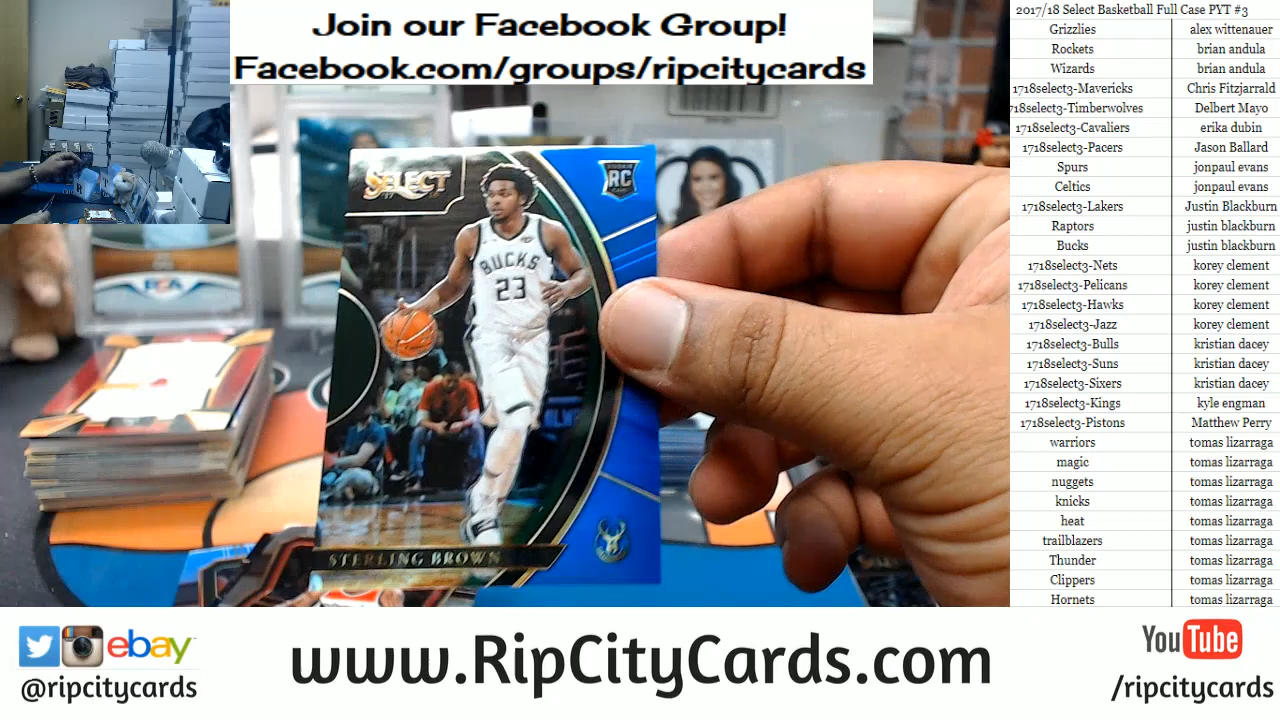 Join our Facebook Group!
Facebook.com/groups/ripcitycards
2017/18 Select Basketball Full Case PYT #3
Grizzlies alex wittenauer
Rockets brian andula
Wizards brian andula
1718select3-Mavericks Chris Fitzjarrald
718select3-Timberwolves Delbert Mayo
1718select3-Cavaliers erika dubin
1718select3-Pacers Jason Ballard
Spurs jonpaul evans
Celtics jonpaul evans
1718select3-Lakers Justin Blackburn
Raptors justin blackburn
Bucks justin blackburn
1718select3-Nets korey clement
1718select3-Pelicans korey clement
1718select3-Hawks korey clement
1718select3-Jazz korey clement
1718select3-Bulls kristian dacey
1718select3-Suns kristian dacey
1718select3-Sixers kristian dacey
1718select3-Kings kyle engman
1718select3-Pistons Matthew Perry
warriors tomas lizarraga
magic tomas lizarraga
nuggets tomas lizarraga
knicks tomas lizarraga
heat tomas lizarraga
trailblazers tomas lizarraga
Thunder tomas lizarraga
Clippers tomas lizarraga
Hornets tomas lizarraga
SELECT
RC
BUCKS
23
STERLING BROWN
ebay
@ripcitycards
www.RipCityCards.com
YouTube
/ripcitycards